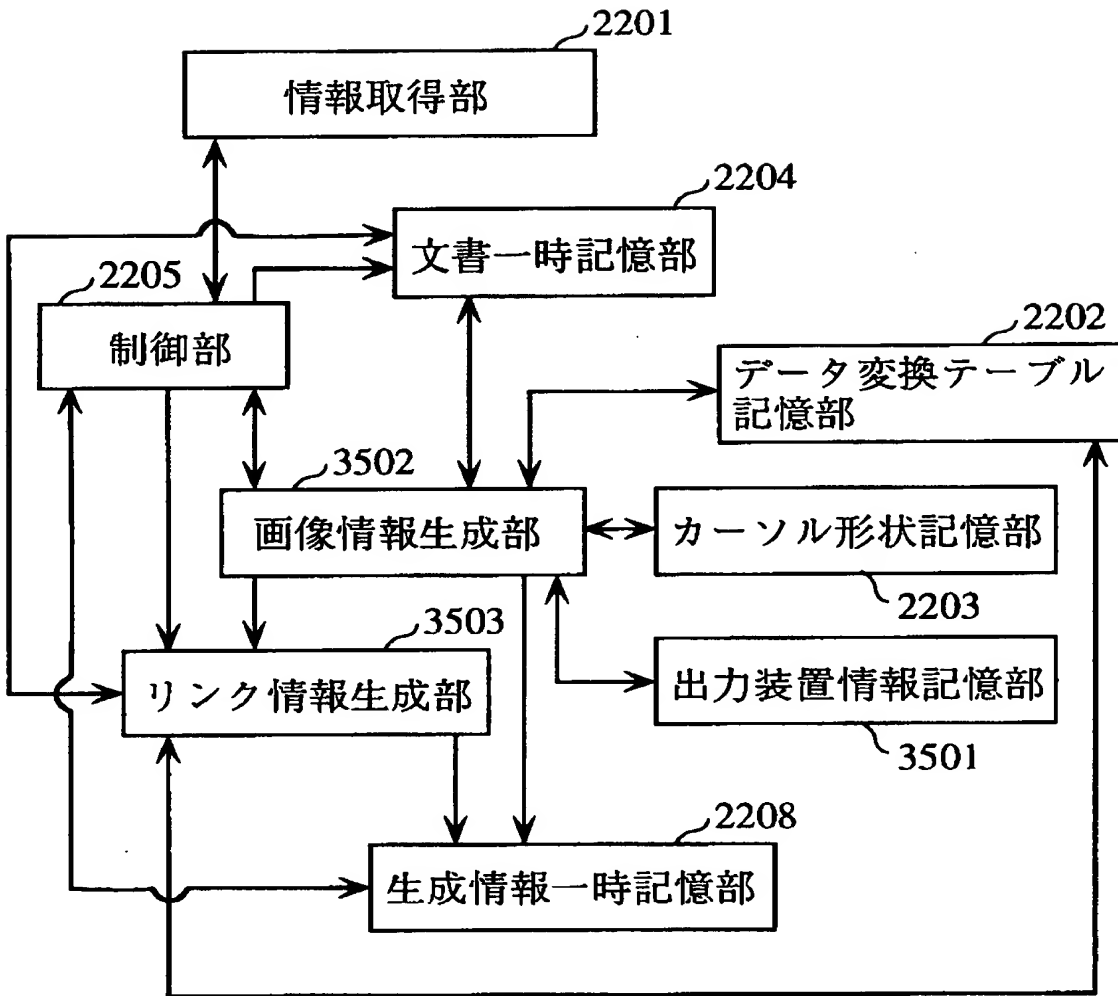 2201
情報取得部
2204
文書一時記憶部
2205
制御部
2202
データ変換テーブル
記憶部
3502
画像情報生成部
カーソル形状記憶部
2203
3503
リンク情報生成部
出力装置情報記憶部
3501
2208
生成情報一時記憶部